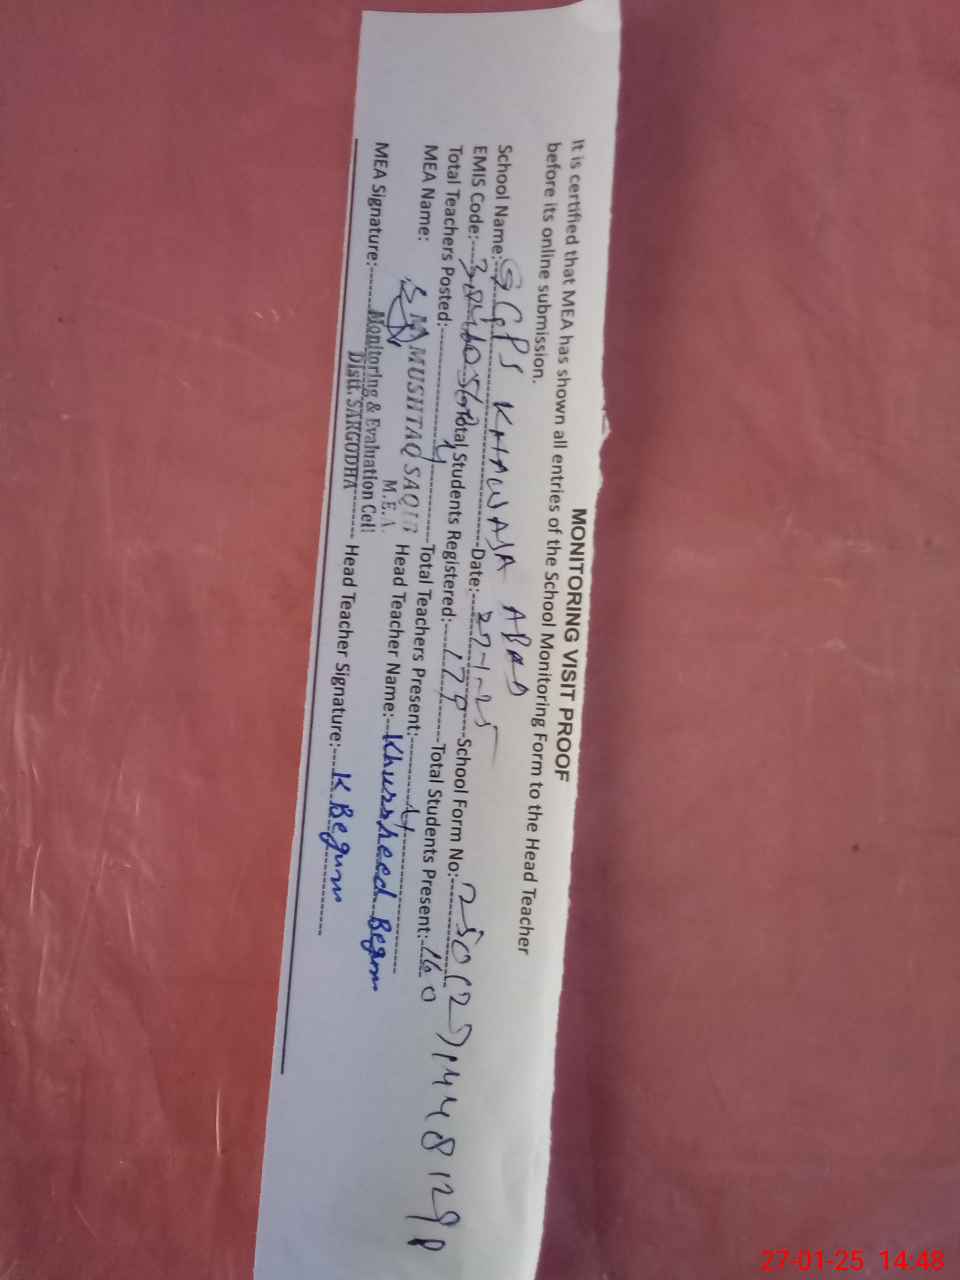 MONITORING VISIT PROOF
It is certified that MEA has shown all entries of the School Monitoring Form to the Head Teacher
before its online submission.
School Name: GGPS KHAWAJA ABAD
EMIS Code: Date: 27-1-25 School Form No:
Total Teachers Posted: 4 Total Students Registered: Total Students Present: 160
MEA Name: M MUSHTAQ SAQIB Total Teachers Present: 4
M.E.A. Head Teacher Name: Khursheed Begum
MEA Signature: Monitoring & Evaluation Cell
Distt. SARGODHA Head Teacher Signature: K Begum
27-01-25 14:48